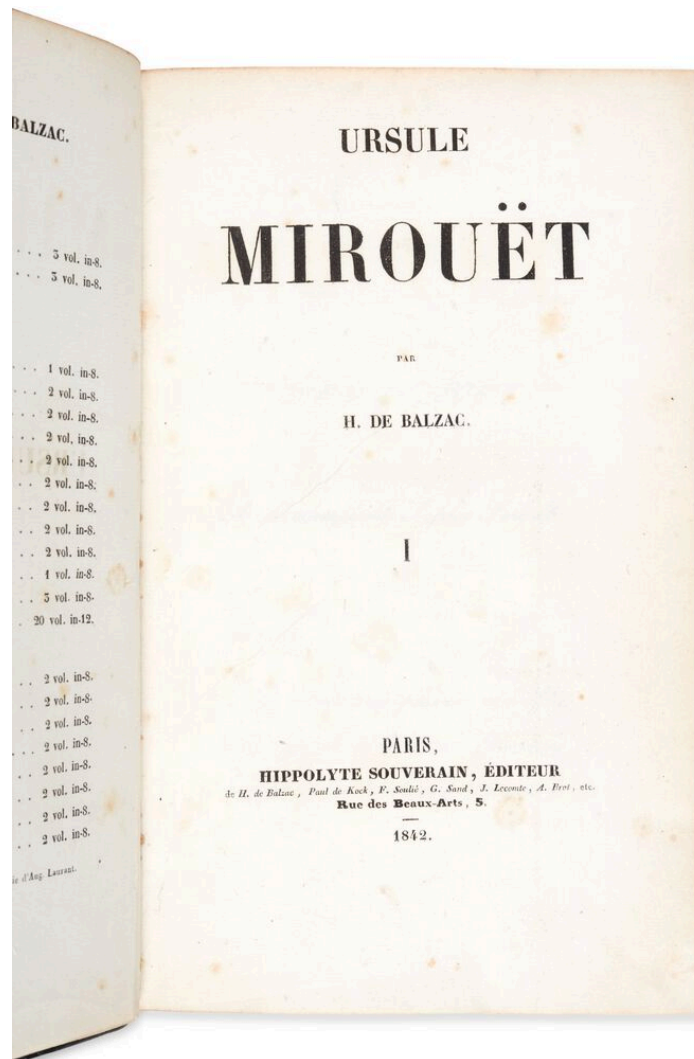 BALZAC.
. . . 3 vol. in-8.
. . . 3 vol. in-8.
. . . 1 vol. in-8.
. . . 2 vol. in-8.
. . . 2 vol. in-8.
. . 2 vol. in-8.
. . 2 vol. in-8.
. . 2 vol. in-8.
. . 2 vol. in-8.
. . 2 vol. in-8.
. . 2 vol. in-8.
. . 1 vol. in-8.
. . 3 vol. in-8.
. 20 vol. in-12.
. . 2 vol. in-8.
. . 2 vol. in-8.
. . 2 vol. in-8.
. . 2 vol. in-8.
. . 2 vol. in-8.
. . 2 vol. in-8.
. . 2 vol. in-8.
. . 2 vol. in-8.
d'Aug. Laurant.
URSULE
MIROUËT
PAR
H. DE BALZAC.
I
PARIS,
HIPPOLYTE SOUVERAIN, ÉDITEUR
de H. de Balzac, Paul de Kock, F. Soulié, G. Sand, J. Lecomte, A. Brot, etc.
Rue des Beaux-Arts, 5.
1842.